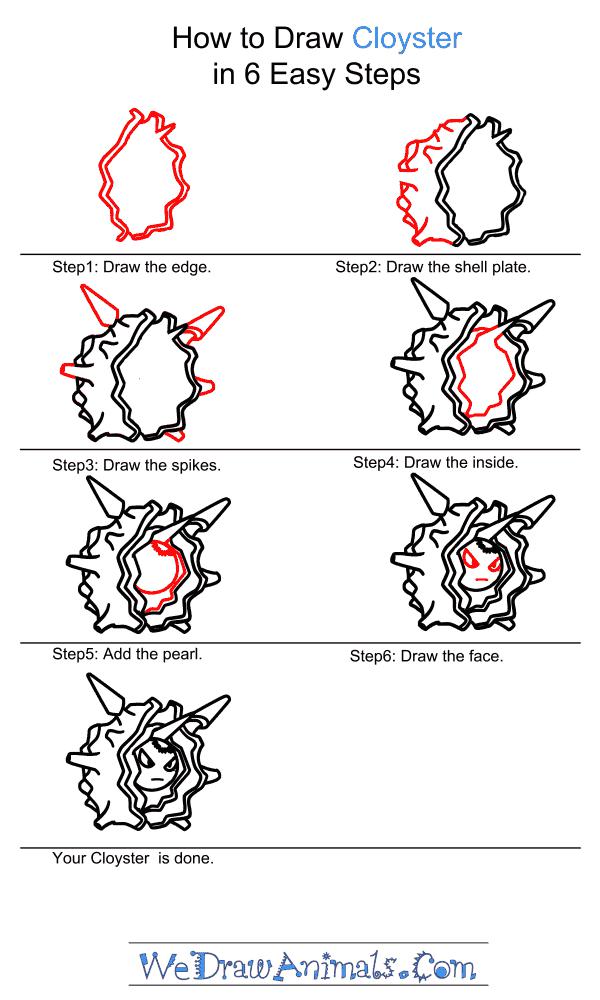 How to Draw Cloyster
in 6 Easy Steps
Step1: Draw the edge.
Step2: Draw the shell plate.
Step3: Draw the spikes.
Step4: Draw the inside.
Step5: Add the pearl.
Step6: Draw the face.
Your Cloyster is done.
WeDrawAnimals.Com